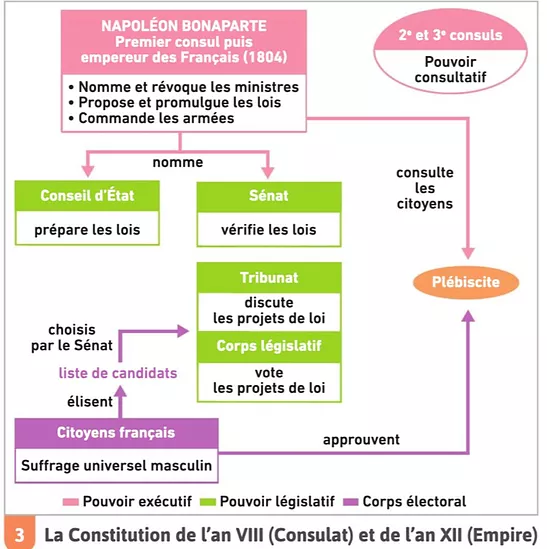 NAPOLÉON BONAPARTE
Premier consul puis
empereur des Français (1804)
• Nomme et révoque les ministres
• Propose et promulgue les lois
• Commande les armées
2e et 3e consuls
Pouvoir
consultatif
nomme
consulte
les
citoyens
Conseil d'État
prépare les lois
Sénat
vérifie les lois
Plébiscite
Tribunat
discute
les projets de loi
Corps législatif
vote
les projets de loi
choisis
par le Sénat
liste de candidats
élisent
Citoyens français
Suffrage universel masculin
approuvent
Pouvoir exécutif Pouvoir législatif Corps électoral
3 La Constitution de l'an VIII (Consulat) et de l'an XII (Empire)